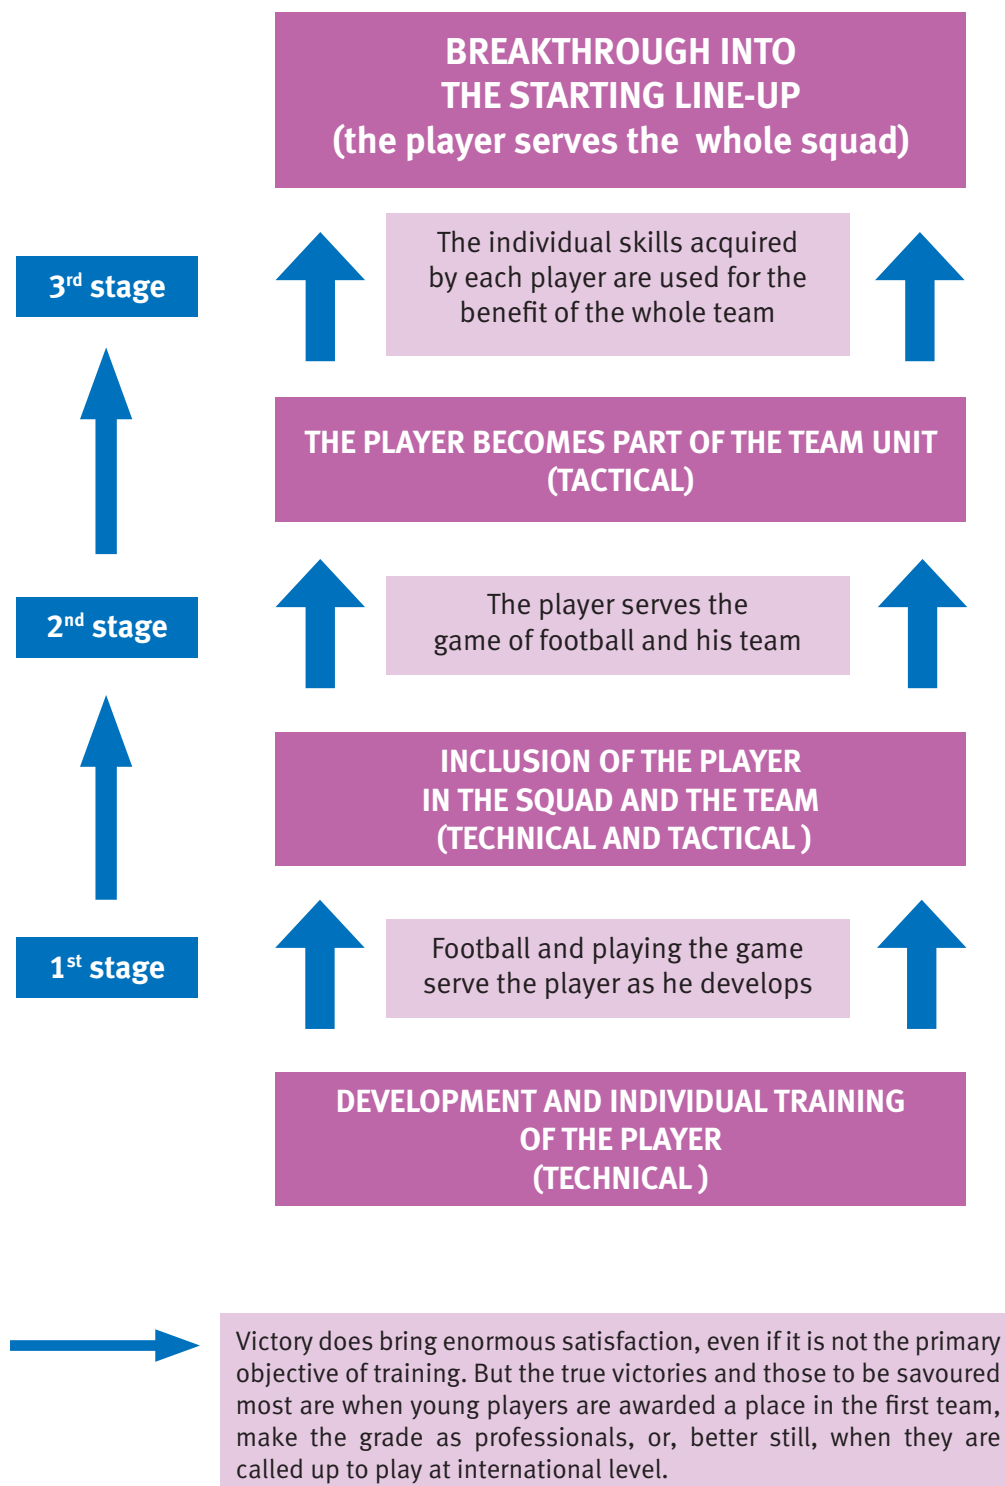 BREAKTHROUGH INTO
THE STARTING LINE-UP
(the player serves the whole squad)
3rd stage
The individual skills acquired
by each player are used for the
benefit of the whole team
THE PLAYER BECOMES PART OF THE TEAM UNIT
(TACTICAL)
2nd stage
The player serves the
game of football and his team
INCLUSION OF THE PLAYER
IN THE SQUAD AND THE TEAM
(TECHNICAL AND TACTICAL )
1st stage
Football and playing the game
serve the player as he develops
DEVELOPMENT AND INDIVIDUAL TRAINING
OF THE PLAYER
(TECHNICAL )
Victory does bring enormous satisfaction, even if it is not the primary
objective of training. But the true victories and those to be savoured
most are when young players are awarded a place in the first team,
make the grade as professionals, or, better still, when they are
called up to play at international level.